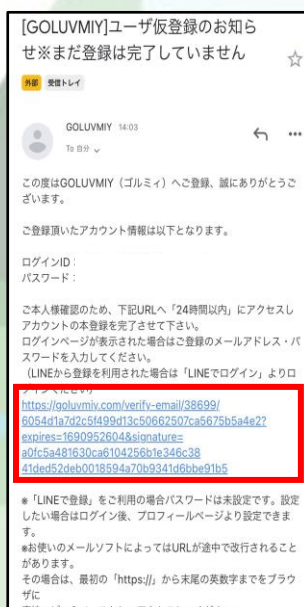 [GOLUVMIY]ユーザ仮登録のお知ら
せ※まだ登録は完了していません
外部 受信トレイ
GOLUVMIY 14:03
To 自分
この度はGOLUVMIY（ゴルミィ）へご登録、誠にありがとうご
ざいます。
ご登録頂いたアカウント情報は以下となります。
ログインID :
パスワード :
ご本人様確認のため、下記URLへ「24時間以内」にアクセスし
アカウントの本登録を完了させて下さい。
ログインページが表示された場合はご登録のメールアドレス・パ
スワードを入力してください。
（LINEから登録を利用された場合は「LINEでログイン」よりロ
https://goluvmiy.com/verify-email/38699/
6054d1a7d2c5f499d13c50662507ca5675b5a4e2?
expires=1690952604&signature=
a0fc5a481630ca6104256b1e346c38
41ded52deb0018594a70b9341d6bbe91b5
※「LINEで登録」をご利用の場合パスワードは未設定です。設定
したい場合はログイン後、プロフィールページより設定できま
す。
※お使いのメールソフトによってはURLが途中で改行されること
があります。
その場合は、最初の「https://」から末尾の英数字までをブラウ
ザに